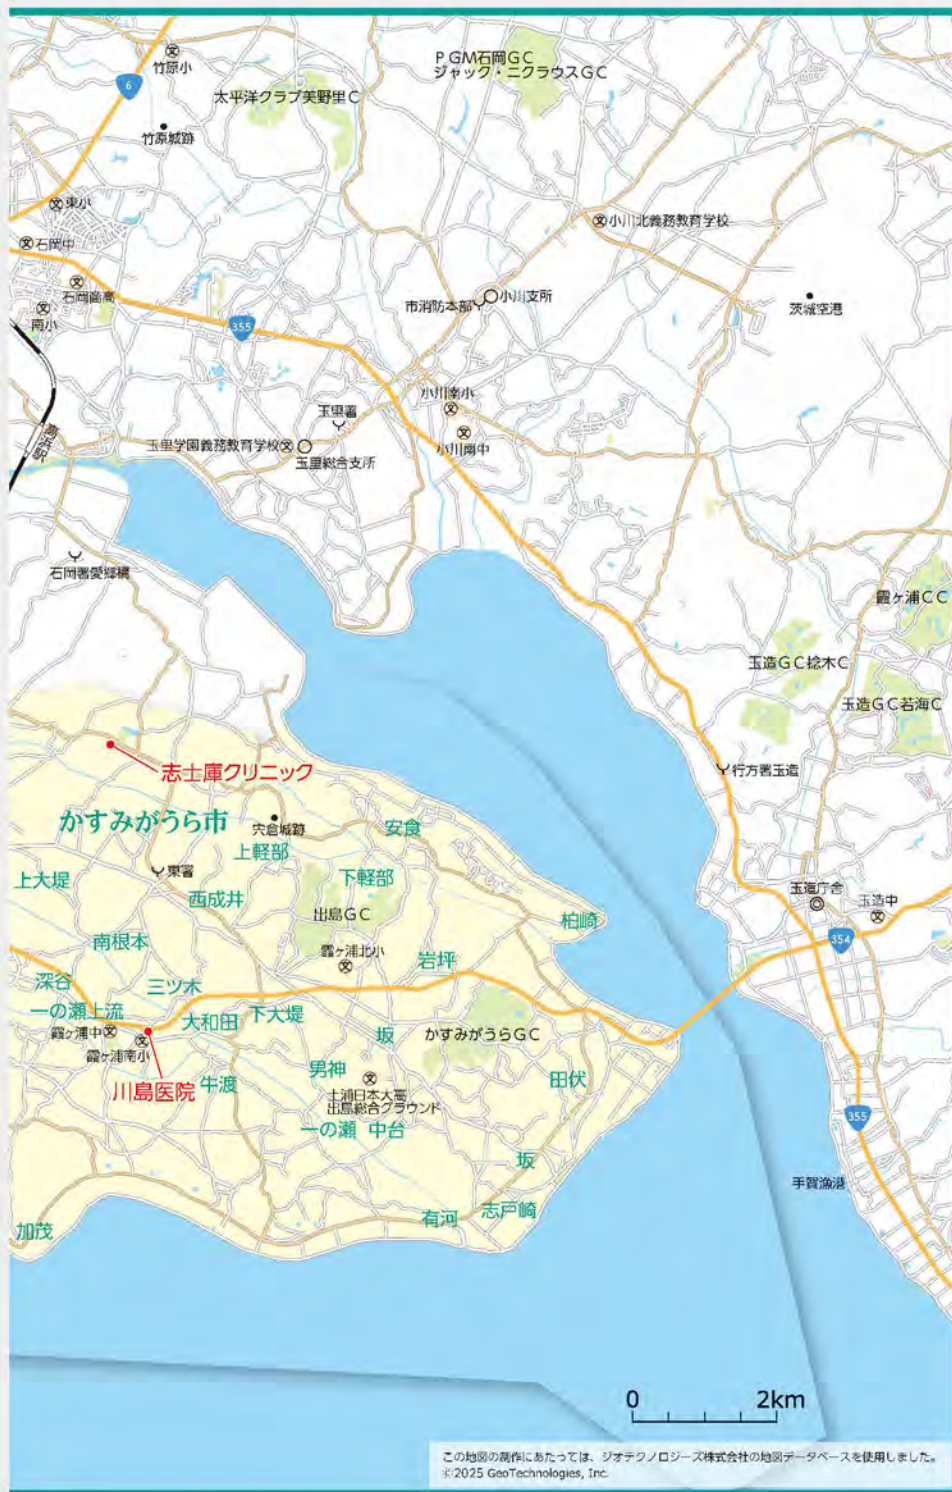 竹原小
PGM石岡GC
ジャック・ニクラウスGC
6
太平洋クラブ美野里C
竹原城跡
東小
小川北義務教育学校
石岡中
石岡商高
市消防本部
小川支所
茨城空港
南小
355
小川南小
玉里署
高浜駅
玉里学園義務教育学校
小川南中
玉里総合支所
石岡署愛郷橋
霞ヶ浦CC
玉造GC捻木C
玉造GC若海C
志士庫クリニック
行方署玉造
かすみがうら市
宍倉城跡
安食
上軽部
上大堤
東署
下軽部
西成井
玉造庁舎
玉造中
出島GC
柏崎
南根本
霞ヶ浦北小
岩坪
354
深谷
三ツ木
一の瀬上流
大和田
下大堤
霞ヶ浦中
坂
かすみがうらGC
霞ヶ浦南小
男神
川島医院
牛渡
田伏
土浦日本大高
出島総合グラウンド
一の瀬
中台
355
坂
手賀漁港
志戸崎
有河
加茂
0
2km
この地図の制作にあたっては、ジオテクノロジーズ株式会社の地図データベースを使用しました。
©2025 GeoTechnologies, Inc.